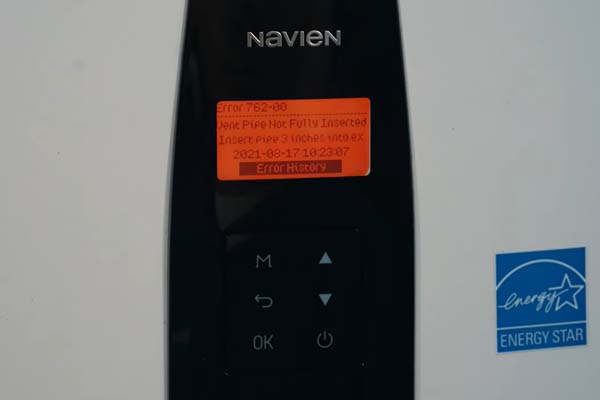 NAVIEN
Error 762-00
Vent Pipe Not Fully Inserted
Insert pipe 3 inches into ex
2021-08-17 10:23:07
Error History
M
OK
energy
ENERGY STAR